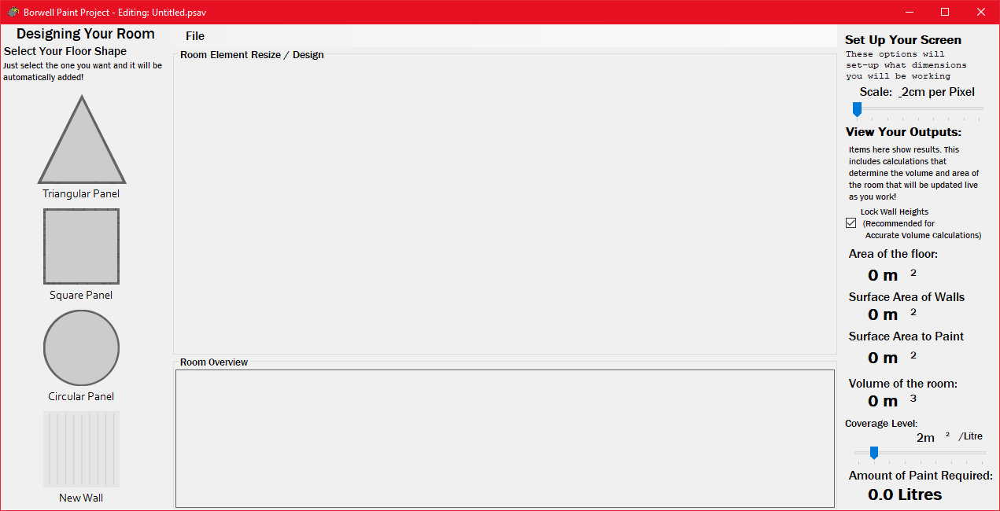 Borwell Paint Project - Editing: Untitled.psav
Designing Your Room
Select Your Floor Shape
Just select the one you want and it will be
automatically added!
Triangular Panel
Square Panel
Circular Panel
New Wall
File
Room Element Resize / Design
Room Overview
Set Up Your Screen
These options will
set-up what dimensions
you will be working
Scale: _2cm per Pixel
View Your Outputs:
Items here show results. This
includes calculations that
determine the volume and area of
the room that will be updated live
as you work!
Lock Wall Heights
(Recommended for
Accurate Volume Calculations)
Area of the floor:
0 m 2
Surface Area of Walls
0 m 2
Surface Area to Paint
0 m 2
Volume of the room:
0 m 3
Coverage Level:
2m 2 /Litre
Amount of Paint Required:
0.0 Litres